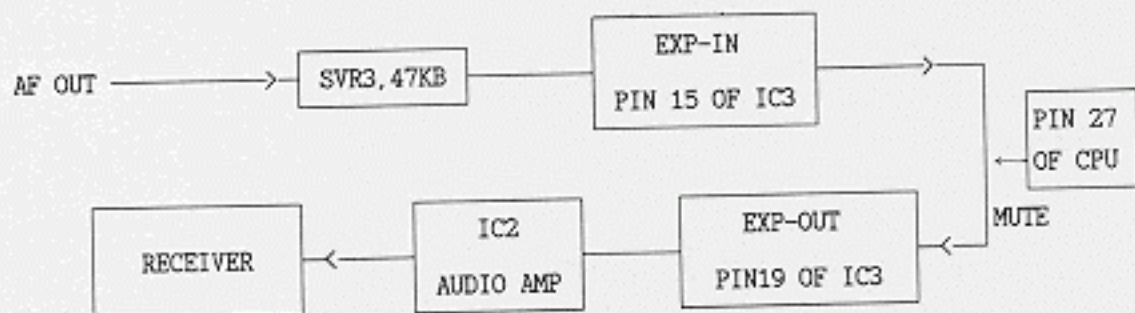 AF OUT
SVR3,47KB
EXP-IN
PIN 15 OF IC3
PIN 27
OF CPU
MUTE
RECEIVER
IC2
AUDIO AMP
EXP-OUT
PIN19 OF IC3